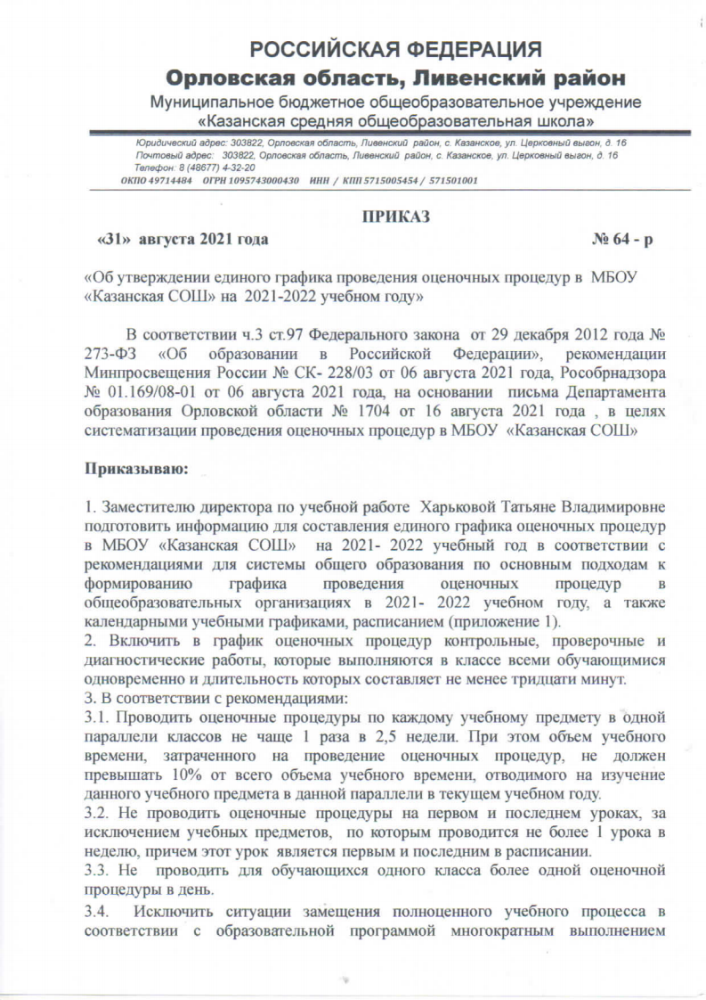 РОССИЙСКАЯ ФЕДЕРАЦИЯ
Орловская область, Ливенский район
Муниципальное бюджетное общеобразовательное учреждение
«Казанская средняя общеобразовательная школа»
Юридический адрес: 303822, Орловская область, Ливенский район, с. Казанское, ул. Церковный выгон, д. 16
Почтовый адрес: 303822, Орловская область, Ливенский район, с. Казанское, ул. Церковный выгон, д. 16
Телефон: 8 (48677) 4-32-20
ОКПО 49714484 ОГРН 1095743000430 ИНН / КПП 5715005454 / 571501001
ПРИКАЗ
«31» августа 2021 года № 64 - р
«Об утверждении единого графика проведения оценочных процедур в МБОУ
«Казанская СОШ» на 2021-2022 учебном году»
В соответствии ч.3 ст.97 Федерального закона от 29 декабря 2012 года №
273-ФЗ «Об образовании в Российской Федерации», рекомендации
Минпросвещения России № СК- 228/03 от 06 августа 2021 года, Рособрнадзора
№ 01.169/08-01 от 06 августа 2021 года, на основании письма Департамента
образования Орловской области № 1704 от 16 августа 2021 года , в целях
систематизации проведения оценочных процедур в МБОУ «Казанская СОШ»
Приказываю:
1. Заместителю директора по учебной работе Харьковой Татьяне Владимировне
подготовить информацию для составления единого графика оценочных процедур
в МБОУ «Казанская СОШ» на 2021- 2022 учебный год в соответствии с
рекомендациями для системы общего образования по основным подходам к
формированию графика проведения оценочных процедур в
общеобразовательных организациях в 2021- 2022 учебном году, а также
календарными учебными графиками, расписанием (приложение 1).
2. Включить в график оценочных процедур контрольные, проверочные и
диагностические работы, которые выполняются в классе всеми обучающимися
одновременно и длительность которых составляет не менее тридцати минут.
3. В соответствии с рекомендациями:
3.1. Проводить оценочные процедуры по каждому учебному предмету в одной
параллели классов не чаще 1 раза в 2,5 недели. При этом объем учебного
времени, затраченного на проведение оценочных процедур, не должен
превышать 10% от всего объема учебного времени, отводимого на изучение
данного учебного предмета в данной параллели в текущем учебном году.
3.2. Не проводить оценочные процедуры на первом и последнем уроках, за
исключением учебных предметов, по которым проводится не более 1 урока в
неделю, причем этот урок является первым и последним в расписании.
3.3. Не проводить для обучающихся одного класса более одной оценочной
процедуры в день.
3.4. Исключить ситуации замещения полноценного учебного процесса в
соответствии с образовательной программой многократным выполнением